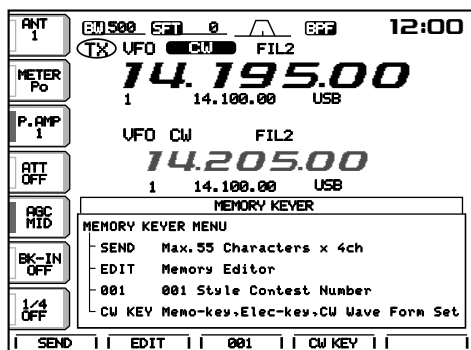 ANT
1
BW 500 SFT 0 BPF 12:00
TX VFO CW FIL2
METER
Po
14.195.00
1 14.100.00 USB
P.AMP
1
VFO CW FIL2
ATT
OFF
14.205.00
1 14.100.00 USB
AGC
MID
MEMORY KEYER
MEMORY KEYER MENU
SEND Max.55 Characters x 4ch
BK-IN
OFF
EDIT Memory Editor
001 001 Style Contest Number
1/4
OFF
CW KEY Memo-key,Elec-key,CW Wave Form Set
SEND EDIT 001 CW KEY